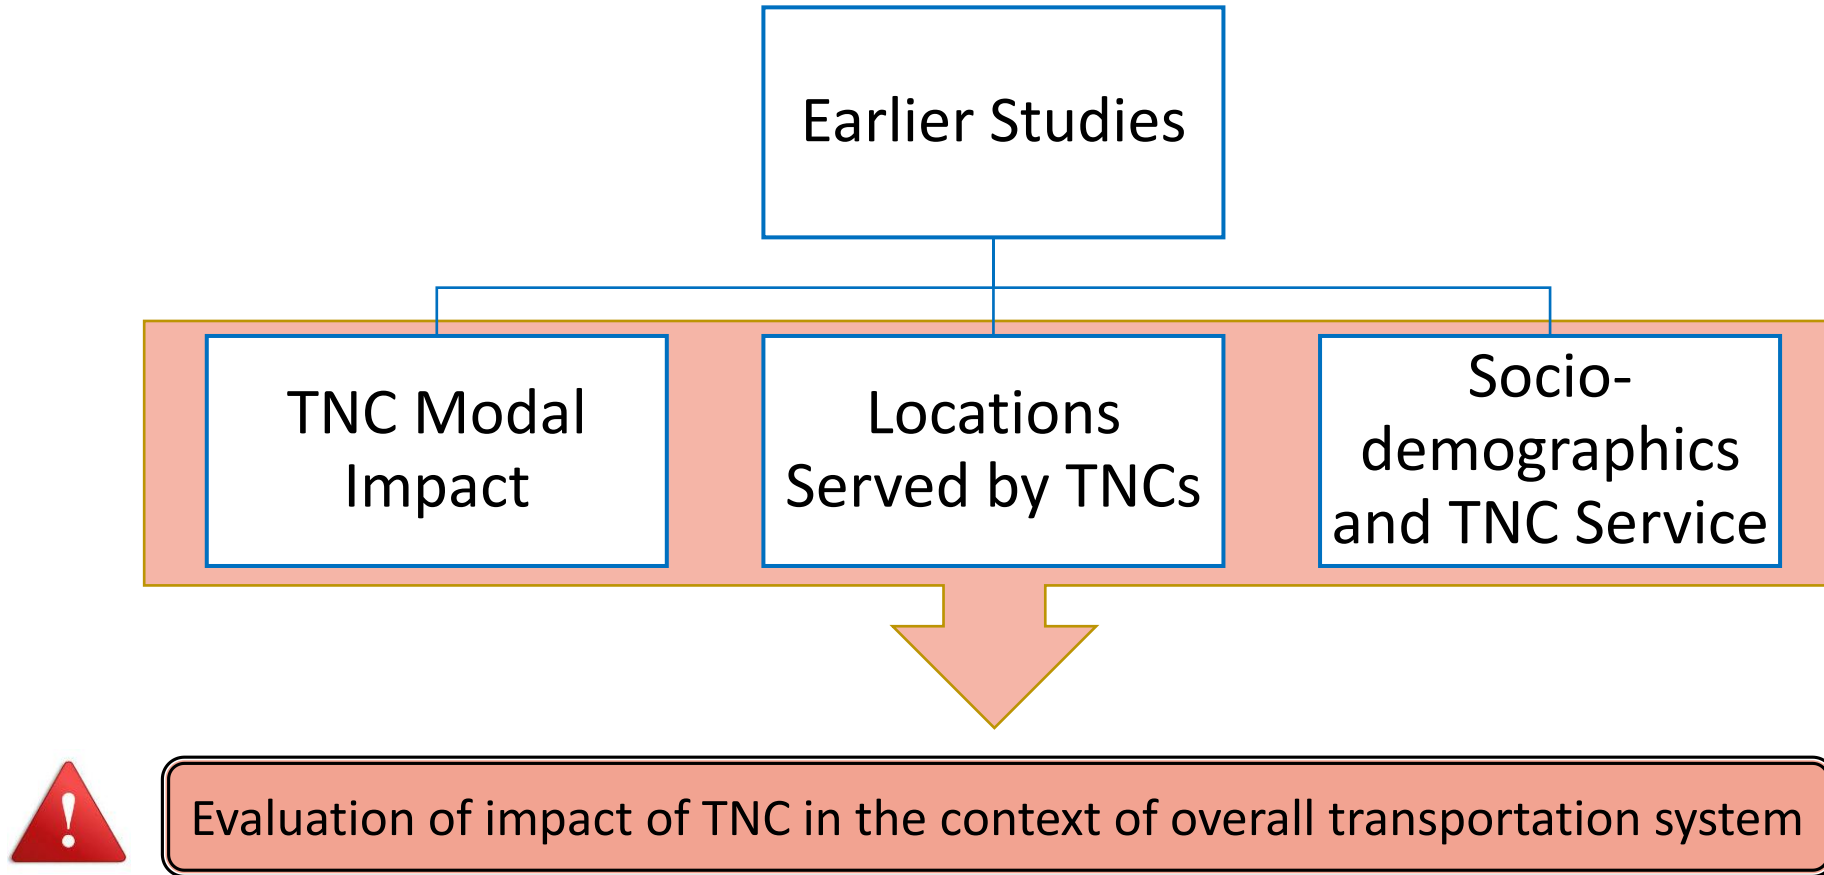 Earlier Studies
TNC Modal
Impact
Locations
Served by TNCs
Socio-
demographics
and TNC Service
!
Evaluation of impact of TNC in the context of overall transportation system